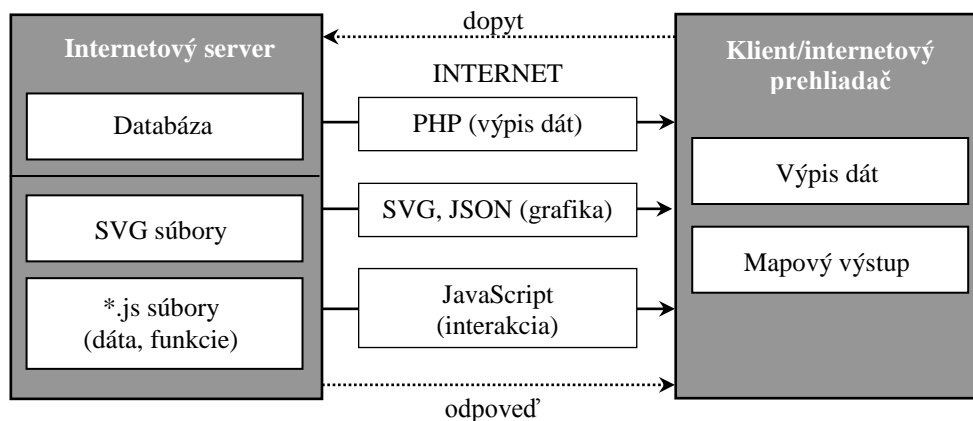 dopyt
Internetový server
Databáza
SVG súbory
*.js súbory
(dáta, funkcie)
INTERNET
PHP (výpis dát)
SVG, JSON (grafika)
JavaScript
(interakcia)
Klient/internetový
prehliadač
Výpis dát
Mapový výstup
odpoveď